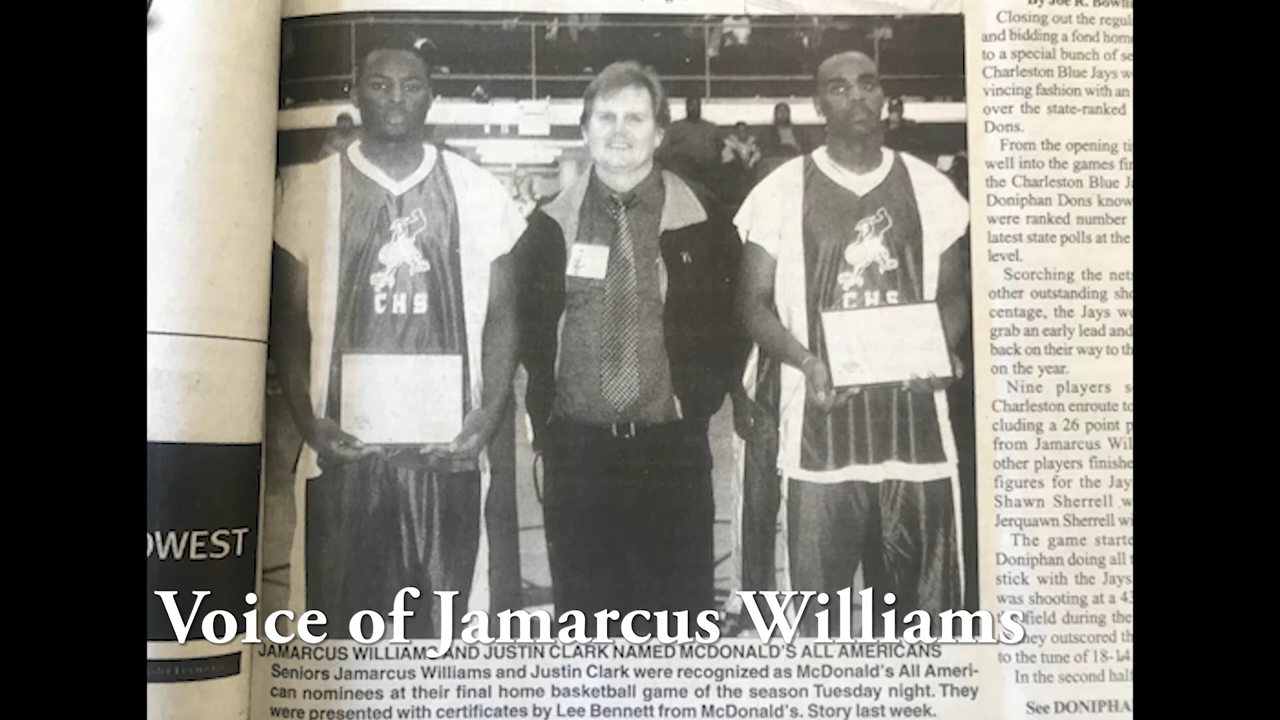 By Joe R. Bowli
Closing out the regul
and bidding a fond hom
to a special bunch of se
Charleston Blue Jays w
vincing fashion with an
over the state-ranked
Dons.
From the opening ti
well into the games fir
the Charleston Blue J
Doniphan Dons know
were ranked number
latest state polls at the
level.
Scorching the nets
other outstanding sho
centage, the Jays we
grab an early lead and
back on their way to th
on the year.
Nine players s
Charleston enroute to
cluding a 26 point p
from Jamarcus Wil
other players finishe
figures for the Jay
Shawn Sherrell w
Jerquawn Sherrell wi
The game starte
Doniphan doing all t
stick with the Jays
was shooting at a 43
field during the
they outscored th
to the tune of 18-14
In the second hal
See DONIPHA
CHS
CHS
OWEST
Voice of Jamarcus Williams
JAMARCUS WILLIAMS AND JUSTIN CLARK NAMED MCDONALD'S ALL AMERICANS
Seniors Jamarcus Williams and Justin Clark were recognized as McDonald's All Ameri-
can nominees at their final home basketball game of the season Tuesday night. They
were presented with certificates by Lee Bennett from McDonald's. Story last week.